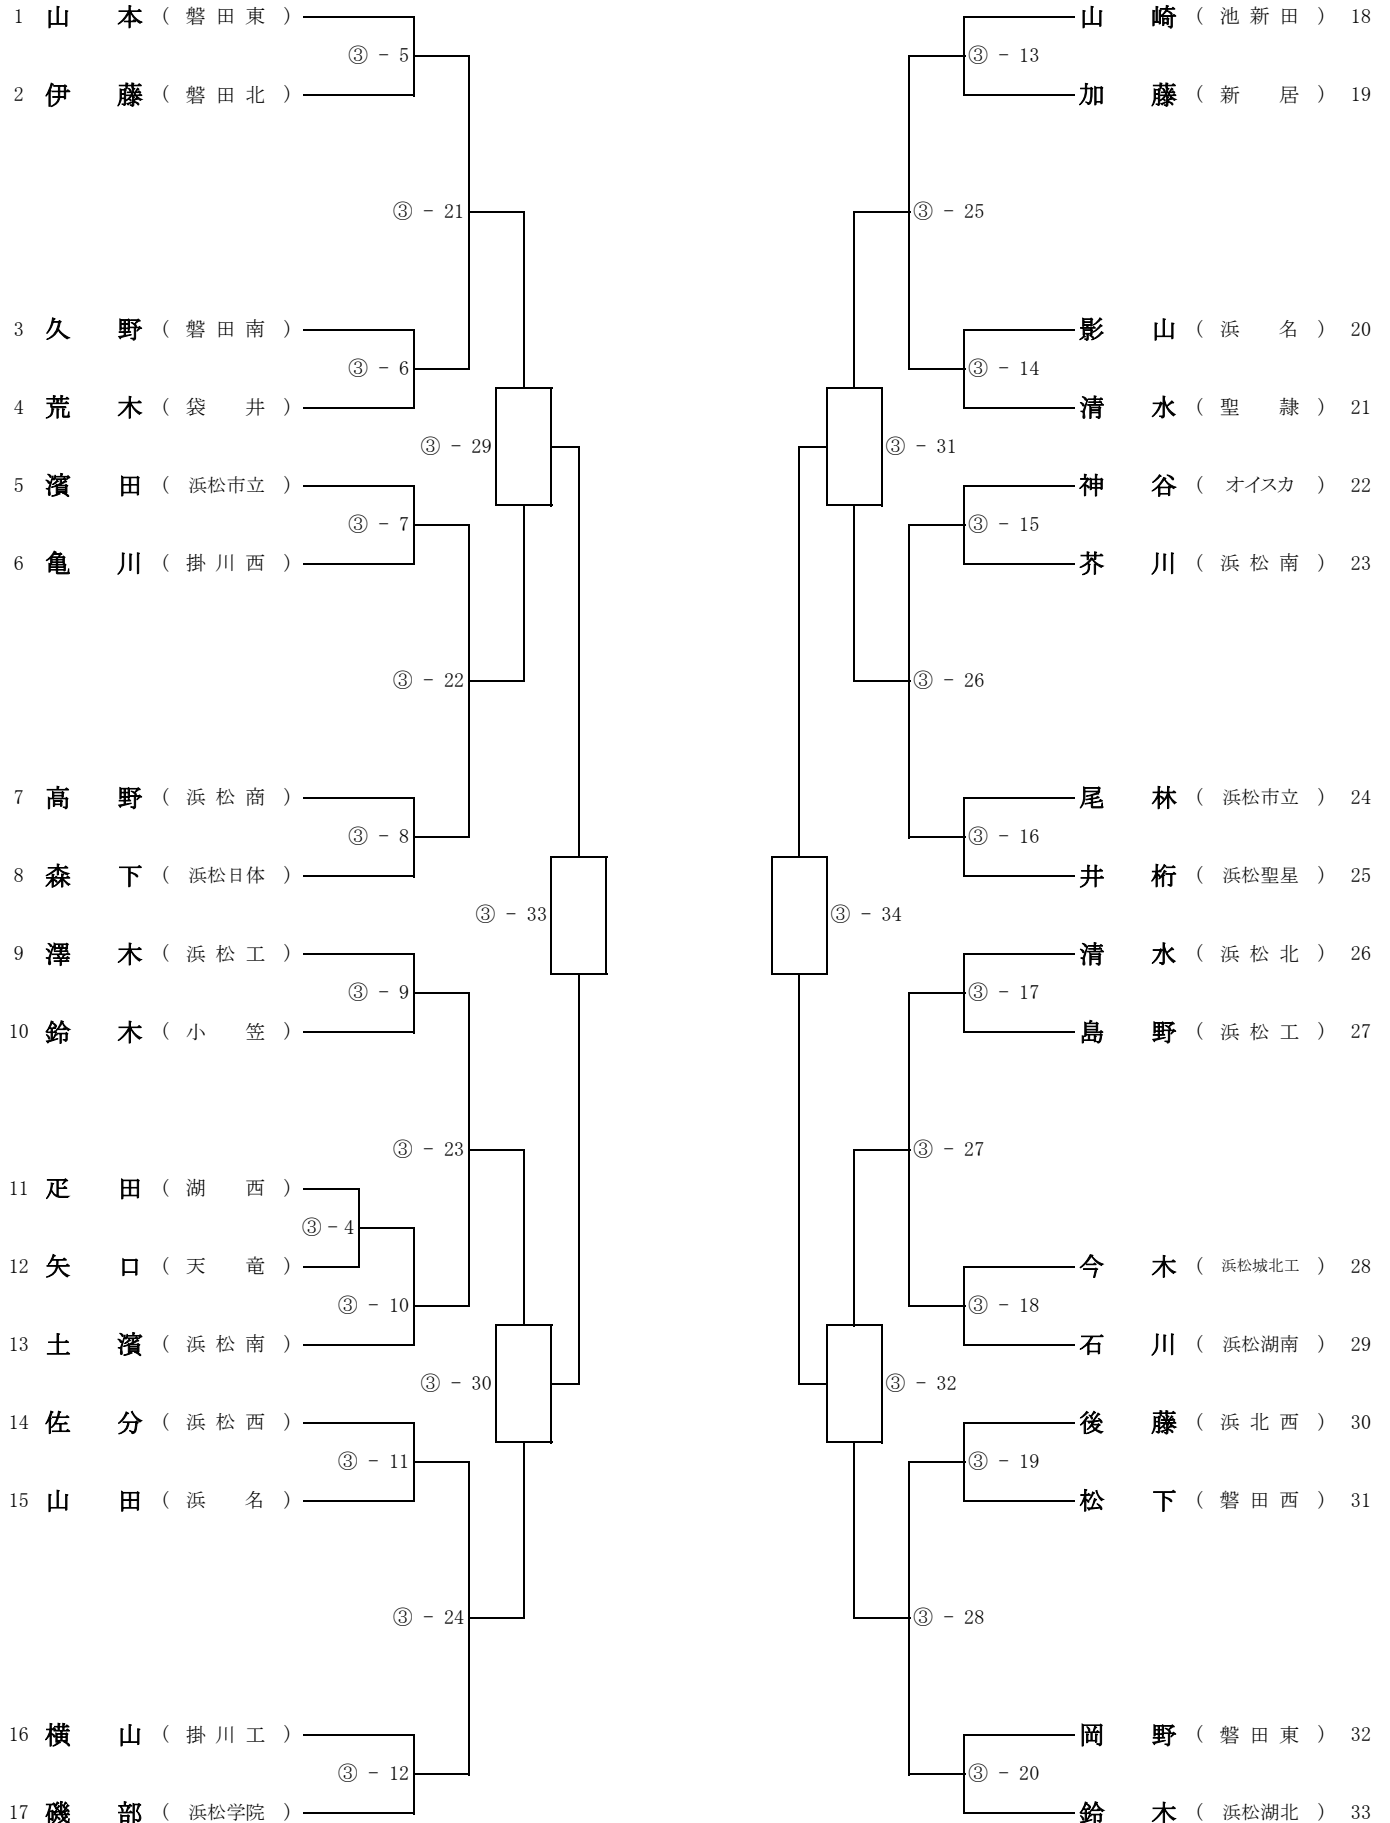 1 山 本 （ 磐 田 東 ）
③ - 5
2 伊 藤 （ 磐 田 北 ）
③ - 21
3 久 野 （ 磐 田 南 ）
③ - 6
4 荒 木 （ 袋 井 ）
③ - 29
5 濱 田 （ 浜松市立 ）
③ - 7
6 亀 川 （ 掛 川 西 ）
③ - 22
7 高 野 （ 浜 松 商 ）
③ - 8
8 森 下 （ 浜松日体 ）
③ - 33
9 澤 木 （ 浜 松 工 ）
③ - 9
10 鈴 木 （ 小 笠 ）
③ - 23
11 疋 田 （ 湖 西 ）
③ - 4
12 矢 口 （ 天 竜 ）
③ - 10
13 土 濱 （ 浜 松 南 ）
③ - 30
14 佐 分 （ 浜 松 西 ）
③ - 11
15 山 田 （ 浜 名 ）
③ - 24
16 横 山 （ 掛 川 工 ）
③ - 12
17 磯 部 （ 浜松学院 ）
山 崎 （ 池 新 田 ） 18
③ - 13
加 藤 （ 新 居 ） 19
③ - 25
影 山 （ 浜 名 ） 20
③ - 14
清 水 （ 聖 隷 ） 21
③ - 31
神 谷 （ オイスカ ） 22
③ - 15
芥 川 （ 浜 松 南 ） 23
③ - 26
尾 林 （ 浜松市立 ） 24
③ - 16
井 桁 （ 浜松聖星 ） 25
③ - 34
清 水 （ 浜 松 北 ） 26
③ - 17
島 野 （ 浜 松 工 ） 27
③ - 27
今 木 （ 浜松城北工 ） 28
③ - 18
石 川 （ 浜松湖南 ） 29
③ - 32
後 藤 （ 浜 北 西 ） 30
③ - 19
松 下 （ 磐 田 西 ） 31
③ - 28
岡 野 （ 磐 田 東 ） 32
③ - 20
鈴 木 （ 浜松湖北 ） 33